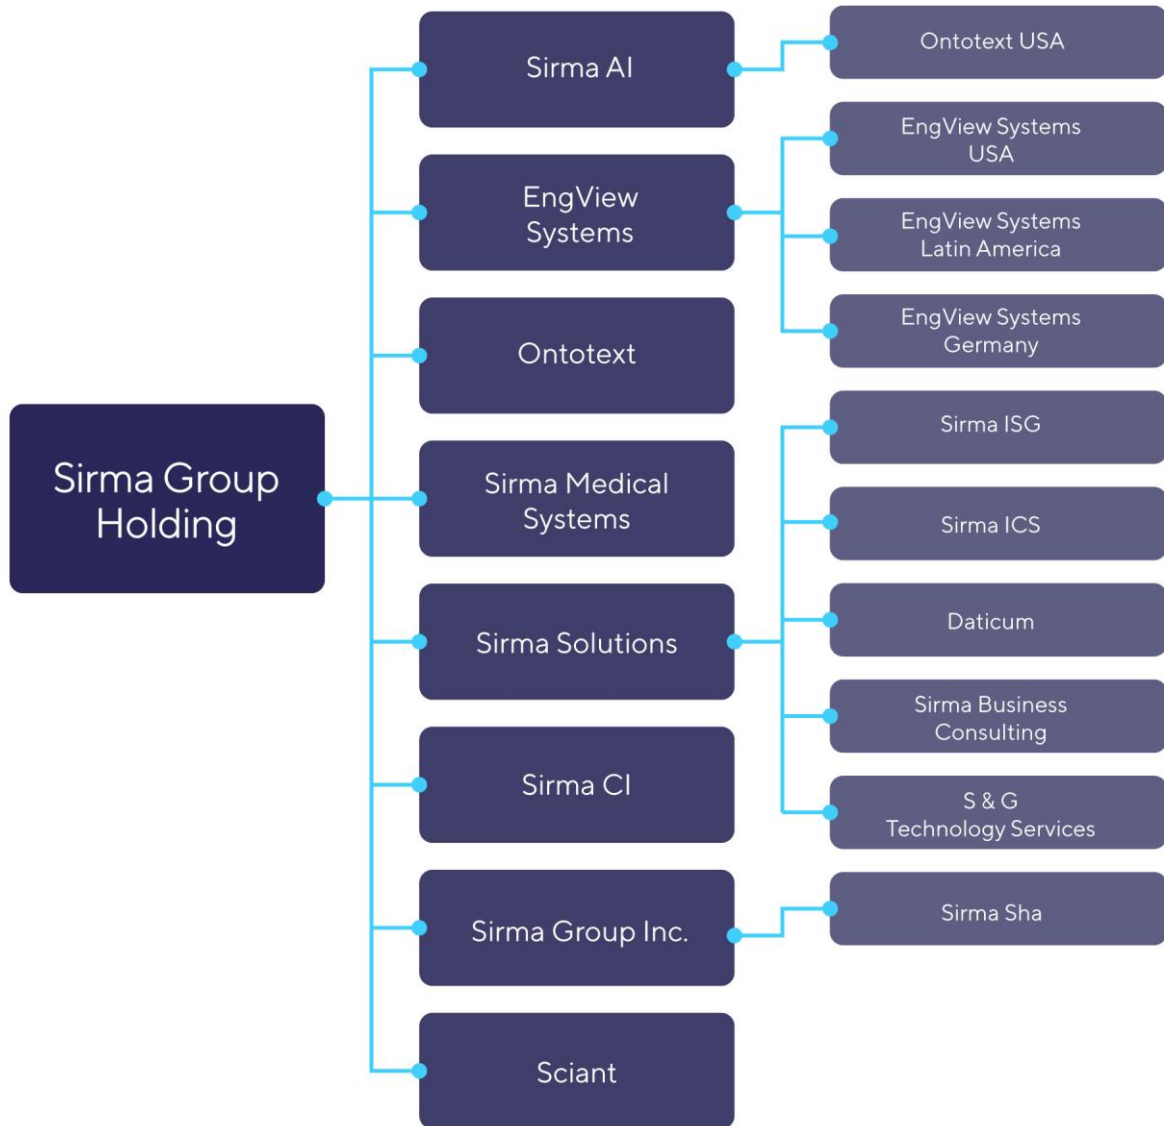 Sirma Group
Holding
Sirma AI
EngView
Systems
Ontotext
Sirma Medical
Systems
Sirma Solutions
Sirma CI
Sirma Group Inc.
Sciant
Ontotext USA
EngView Systems
USA
EngView Systems
Latin America
EngView Systems
Germany
Sirma ISG
Sirma ICS
Daticum
Sirma Business
Consulting
S & G
Technology Services
Sirma Sha